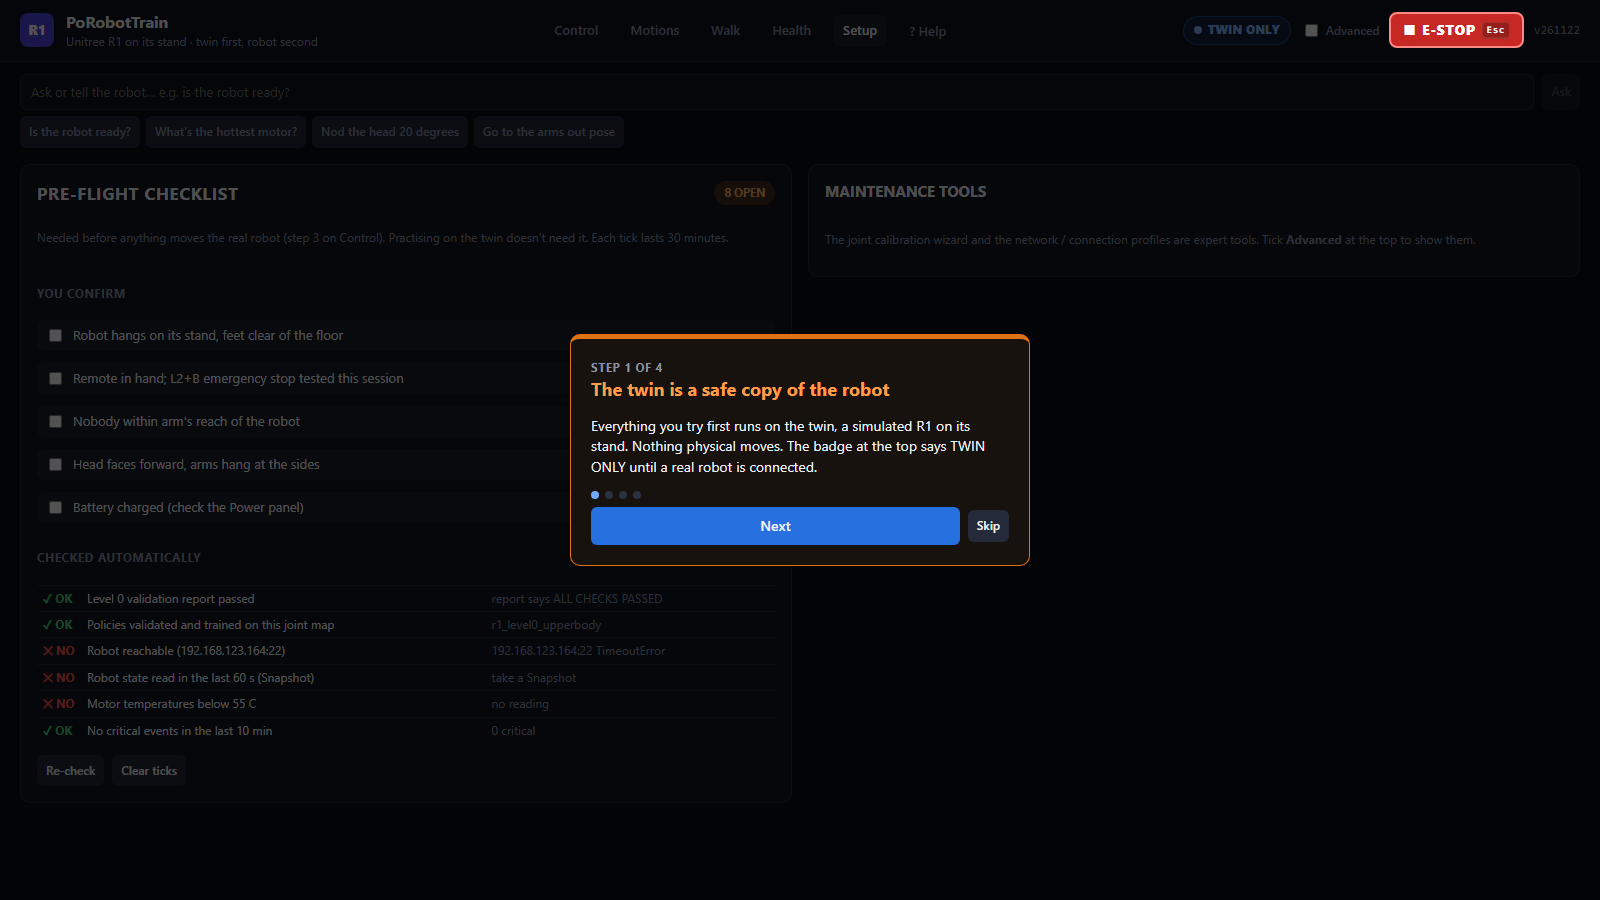 R1
PoRobotTrain
Unitree R1 on its stand · twin first, robot second
Control
Motions
Walk
Health
Setup
? Help
TWIN ONLY
Advanced
E-STOP Esc
v261122
Ask or tell the robot... e.g. is the robot ready?
Ask
Is the robot ready?
What's the hottest motor?
Nod the head 20 degrees
Go to the arms out pose
PRE-FLIGHT CHECKLIST
8 OPEN
Needed before anything moves the real robot (step 3 on Control). Practising on the twin doesn't need it. Each tick lasts 30 minutes.
YOU CONFIRM
Robot hangs on its stand, feet clear of the floor
Remote in hand; L2+B emergency stop tested this session
Nobody within arm's reach of the robot
Head faces forward, arms hang at the sides
Battery charged (check the Power panel)
CHECKED AUTOMATICALLY
✓ OK Level 0 validation report passed report says ALL CHECKS PASSED
✓ OK Policies validated and trained on this joint map r1_level0_upperbody
✕ NO Robot reachable (192.168.123.164:22) 192.168.123.164:22 TimeoutError
✕ NO Robot state read in the last 60 s (Snapshot) take a Snapshot
✕ NO Motor temperatures below 55 C no reading
✓ OK No critical events in the last 10 min 0 critical
Re-check
Clear ticks
MAINTENANCE TOOLS
The joint calibration wizard and the network / connection profiles are expert tools. Tick Advanced at the top to show them.
STEP 1 OF 4
The twin is a safe copy of the robot
Everything you try first runs on the twin, a simulated R1 on its
stand. Nothing physical moves. The badge at the top says TWIN
ONLY until a real robot is connected.
Next
Skip